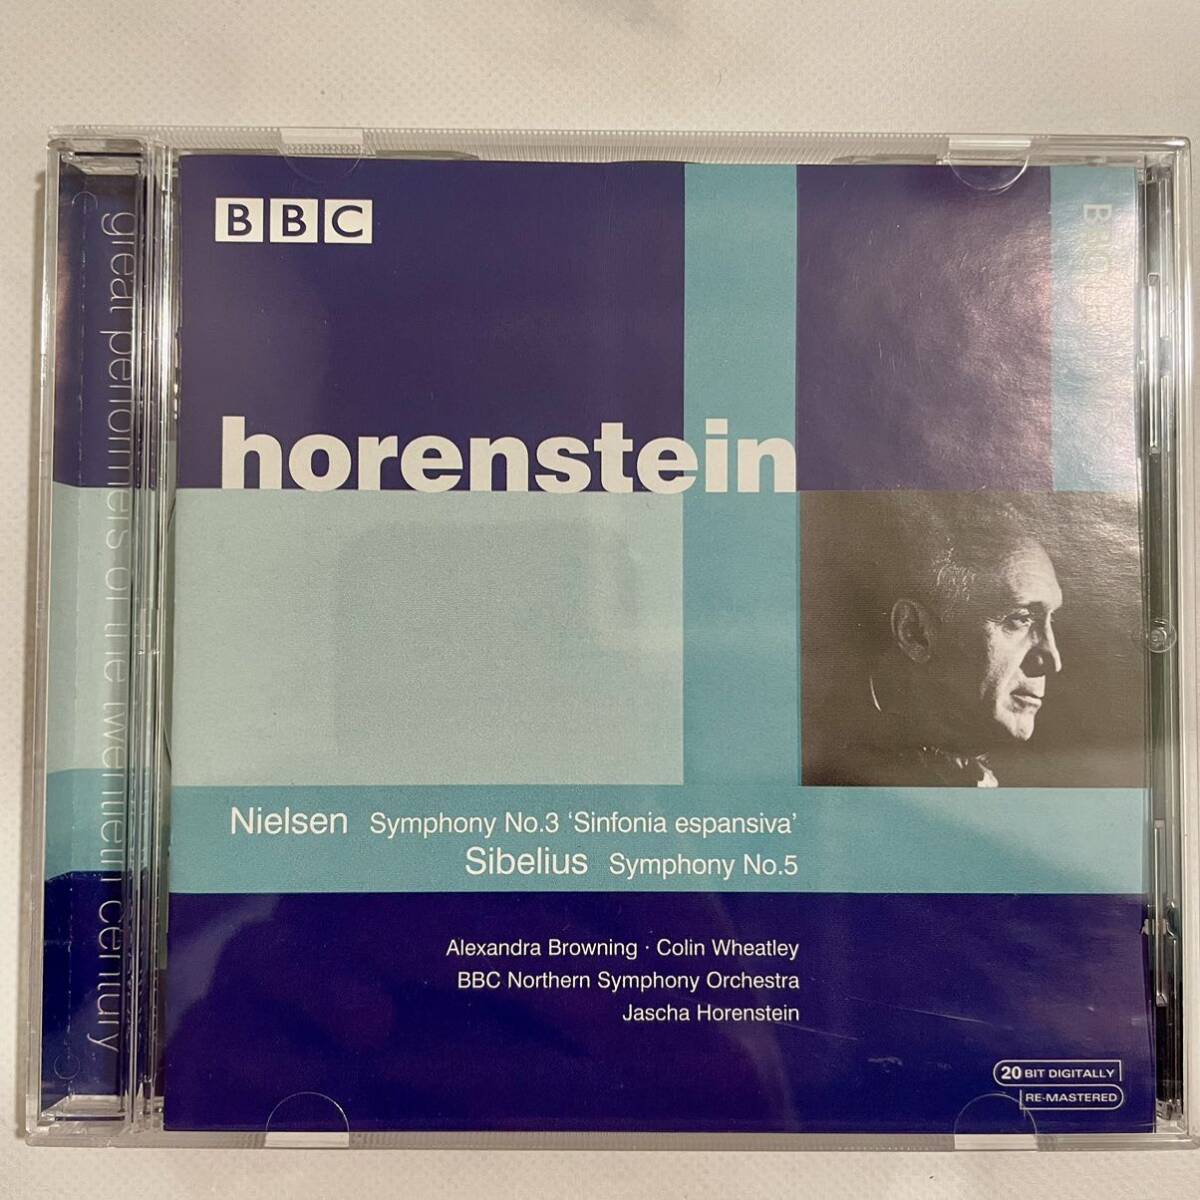 BBC
horenstein
Nielsen Symphony No.3 ‘Sinfonia espansiva’
Sibelius Symphony No.5
Alexandra Browning · Colin Wheatley
BBC Northern Symphony Orchestra
Jascha Horenstein
20 BIT DIGITALLY
RE-MASTERED
great performers of the twentieth century